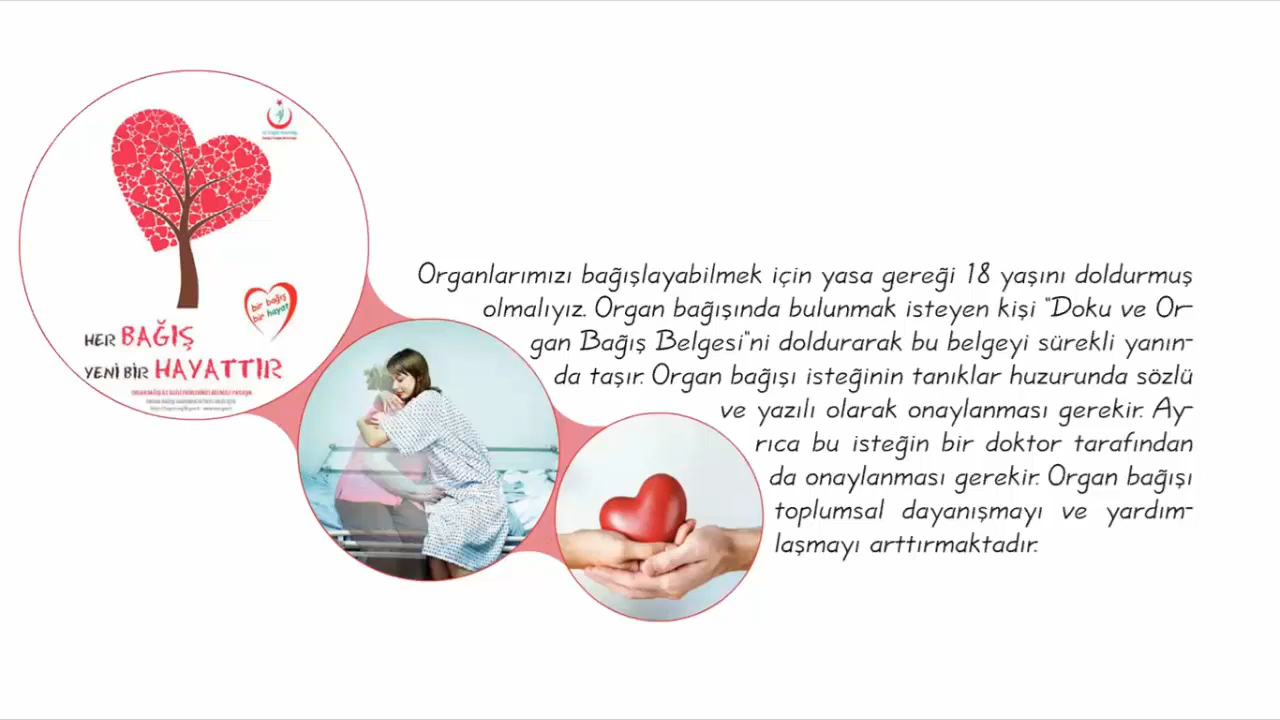 HER BAĞIŞ
YENİ BİR HAYATTIR
bir bağış
bir hayat
Organlarımızı bağışlayabilmek için yasa gereği 18 yaşını doldurmuş
olmalıyız. Organ bağışında bulunmak isteyen kişi "Doku ve Or-
gan Bağış Belgesi"ni doldurarak bu belgeyi sürekli yanın-
da taşır. Organ bağışı isteğinin tanıklar huzurunda sözlü
ve yazılı olarak onaylanması gerekir. Ay-
rıca bu isteğin bir doktor tarafından
da onaylanması gerekir. Organ bağışı
toplumsal dayanışmayı ve yardım-
laşmayı arttırmaktadır.